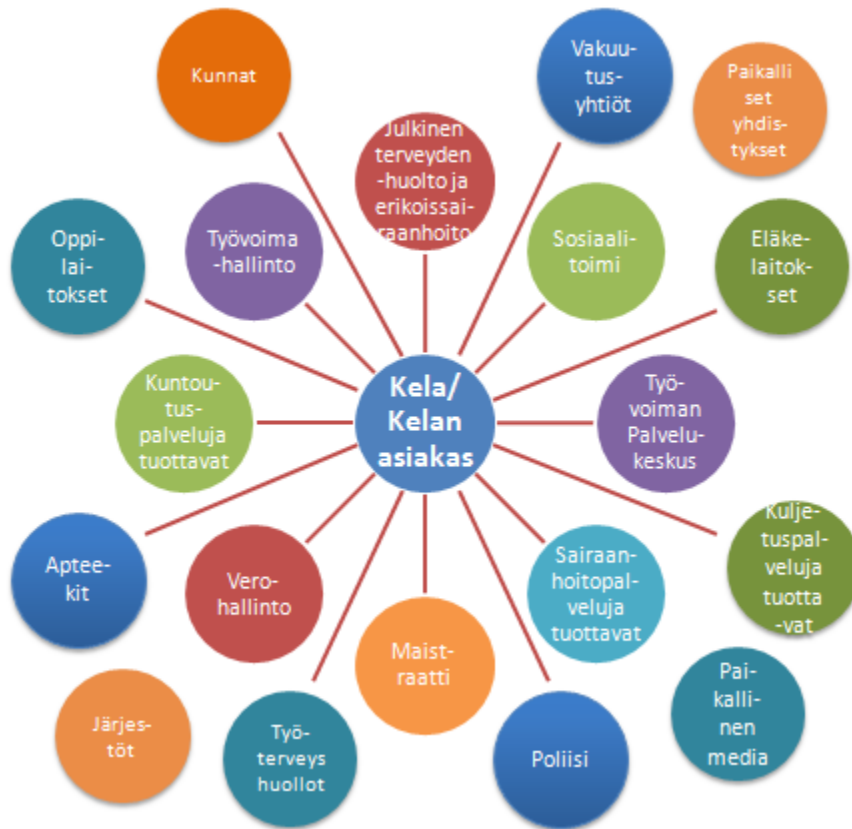 Kunnat
Vakuu-
tus-
yhtiöt
Paikalli
set
yhdis-
tykset
Julkinen
terveyden
-huolto ja
erikoissai-
raanhoito
Oppi-
lai-
tokset
Työvoima
-hallinto
Sosiaali-
toimi
Eläke-
laitok-
set
Kuntou-
tus-
palveluja
tuottavat
Kela/
Kelan
asiakas
Työ-
voiman
Palvelu-
keskus
Aptee-
kit
Vero-
hallinto
Sairaan-
hoitopal-
veluja
tuottavat
Kulje-
tuspal-
veluja
tuotta
-vat
Maist-
raatti
Järjes-
töt
Työ-
terveys
huollot
Poliisi
Pai-
kalli-
nen
media